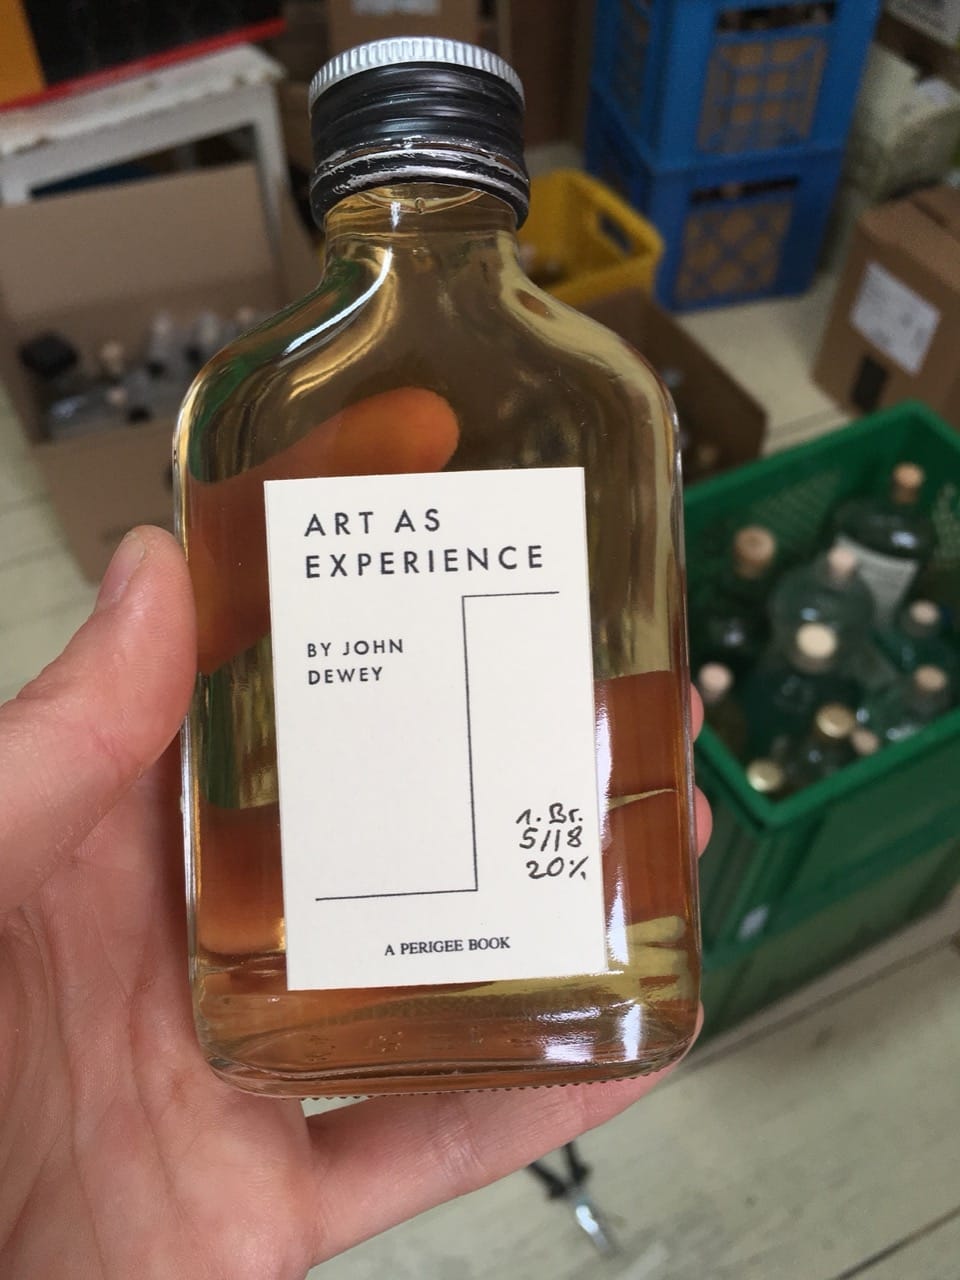 ART AS
EXPERIENCE
BY JOHN
DEWEY
1. Br.
5/18
20%
A PERIGEE BOOK